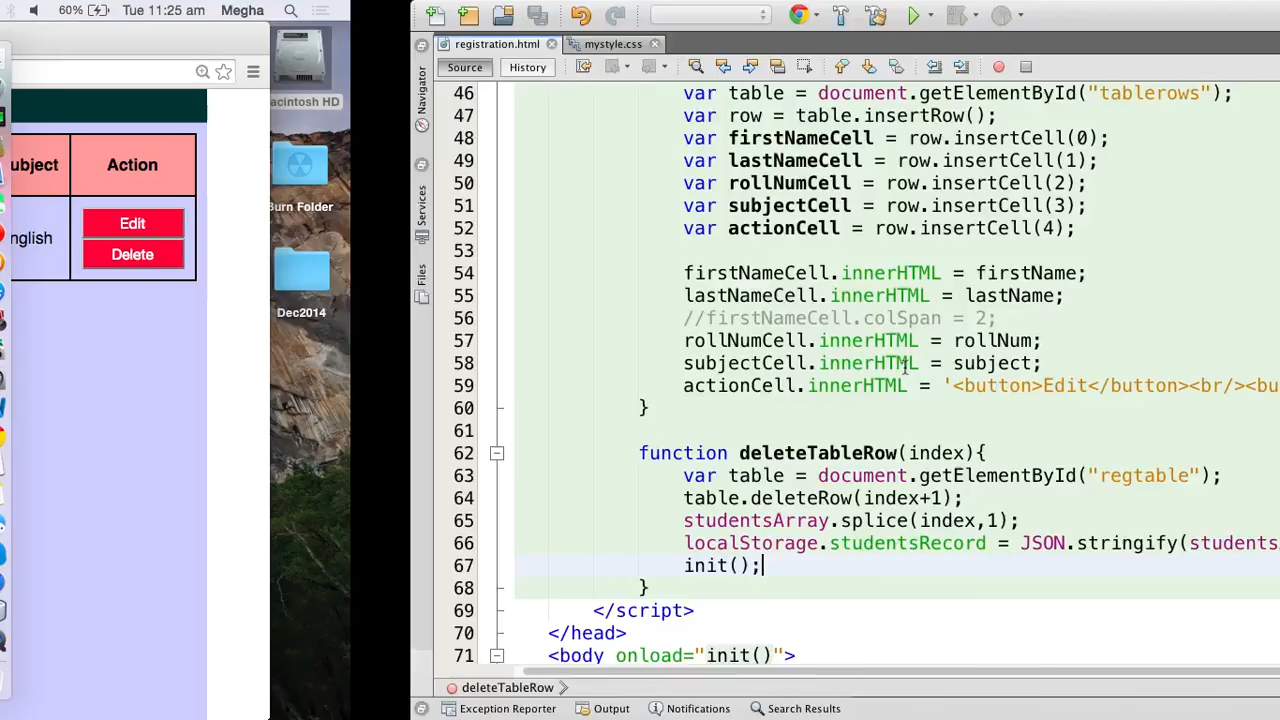 60% Tue 11:25 am Megha
ubject Action
nglish Edit
Delete
acintosh HD
Burn Folder
Dec2014
registration.html mystyle.css
Source History
Navigator
Services
Files
46 var table = document.getElementById("tablerows");
47 var row = table.insertRow();
48 var firstNameCell = row.insertCell(0);
49 var lastNameCell = row.insertCell(1);
50 var rollNumCell = row.insertCell(2);
51 var subjectCell = row.insertCell(3);
52 var actionCell = row.insertCell(4);
53
54 firstNameCell.innerHTML = firstName;
55 lastNameCell.innerHTML = lastName;
56 //firstNameCell.colSpan = 2;
57 rollNumCell.innerHTML = rollNum;
58 subjectCell.innerHTML = subject;
59 actionCell.innerHTML = '<button>Edit</button><br/><bu
60 }
61
62 function deleteTableRow(index){
63 var table = document.getElementById("regtable");
64 table.deleteRow(index+1);
65 studentsArray.splice(index,1);
66 localStorage.studentsRecord = JSON.stringify(students
67 init();
68 }
69 </script>
70 </head>
71 <body onload="init()">
deleteTableRow
Exception Reporter Output Notifications Search Results